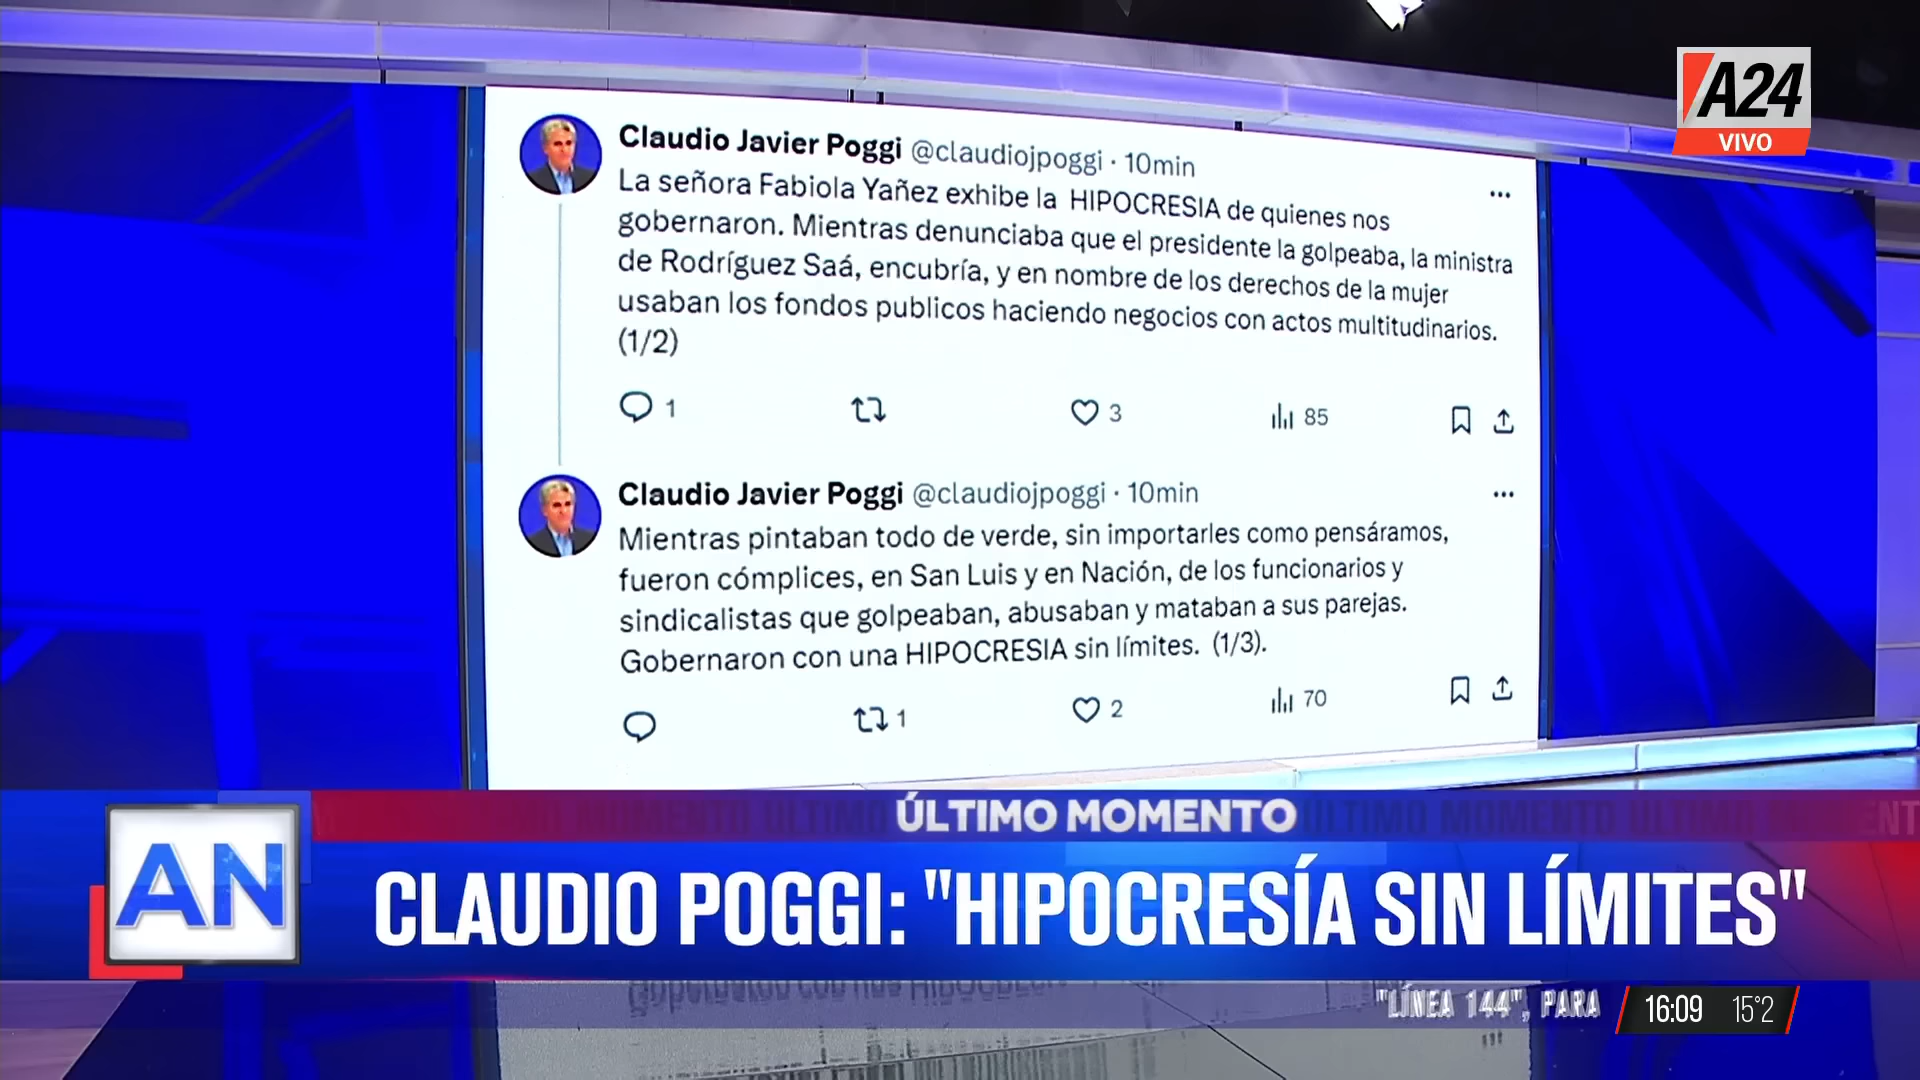 A24
VIVO
Claudio Javier Poggi @claudiojpoggi · 10min
La señora Fabiola Yañez exhibe la HIPOCRESIA de quienes nos
gobernaron. Mientras denunciaba que el presidente la golpeaba, la ministra
de Rodríguez Saá, encubría, y en nombre de los derechos de la mujer
usaban los fondos publicos haciendo negocios con actos multitudinarios.
(1/2)
1 3 85
Claudio Javier Poggi @claudiojpoggi · 10min
Mientras pintaban todo de verde, sin importarles como pensáramos,
fueron cómplices, en San Luis y en Nación, de los funcionarios y
sindicalistas que golpeaban, abusaban y mataban a sus parejas.
Gobernaron con una HIPOCRESIA sin límites. (1/3).
1 2 70
ÚLTIMO MOMENTO
AN
CLAUDIO POGGI: "HIPOCRESÍA SIN LÍMITES"
"LÍNEA 144", PARA
16:09 15°2